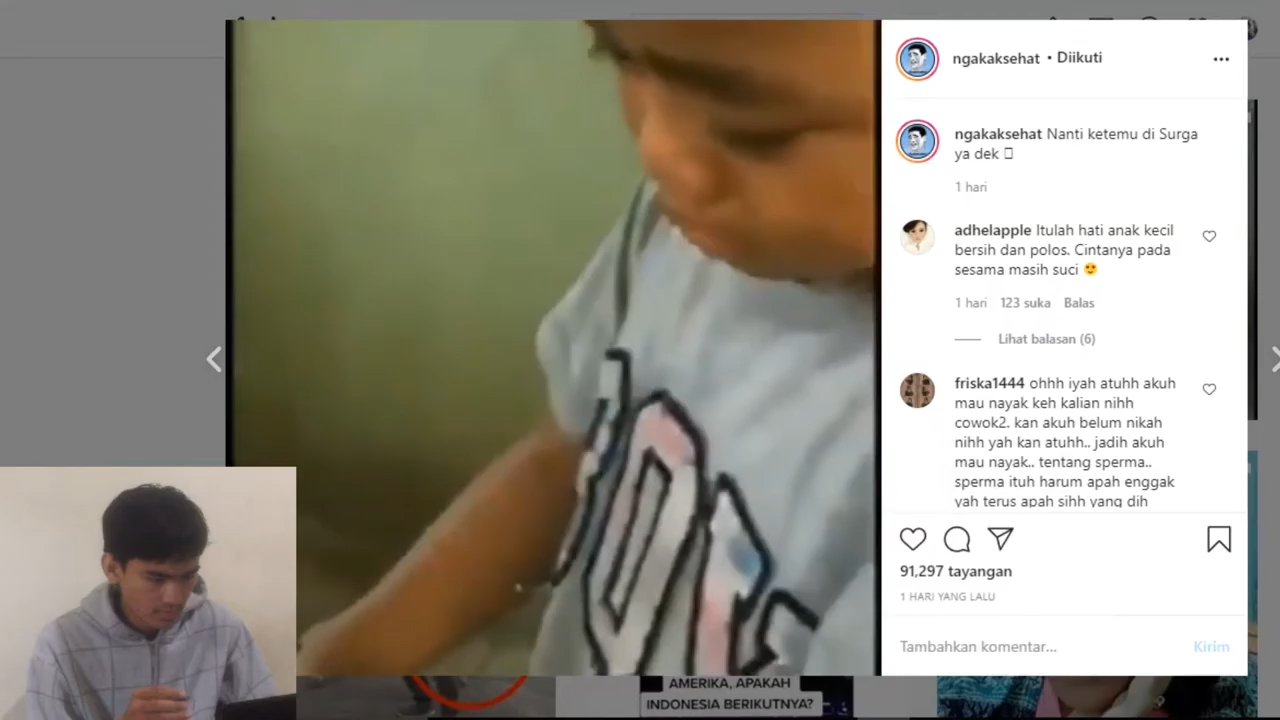 ngakaksehat • Diikuti
ngakaksehat Nanti ketemu di Surga
ya dek
1 hari
adhelapple Itulah hati anak kecil
bersih dan polos. Cintanya pada
sesama masih suci 😍
1 hari 123 suka Balas
Lihat balasan (6)
friska1444 ohhh iyah atuhh akuh
mau nayak keh kalian nihh
cowok2. kan akuh belum nikah
nihh yah kan atuhh.. jadih akuh
mau nayak.. tentang sperma..
sperma ituh harum apah enggak
yah terus apah sihh yang dih
91,297 tayangan
1 HARI YANG LALU
Tambahkan komentar... Kirim
AMERIKA, APAKAH
INDONESIA BERIKUTNYA?